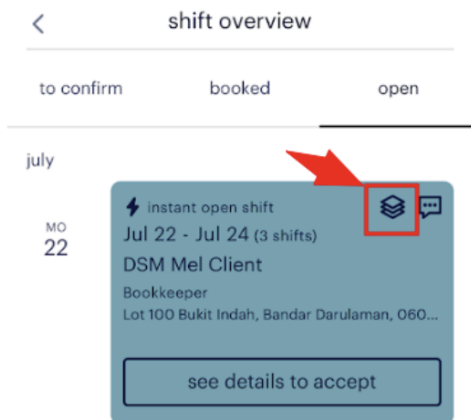 shift overview
to confirm booked open
july
instant open shift
MO
22
Jul 22 - Jul 24 (3 shifts)
DSM Mel Client
Bookkeeper
Lot 100 Bukit Indah, Bandar Darulaman, 060...
see details to accept